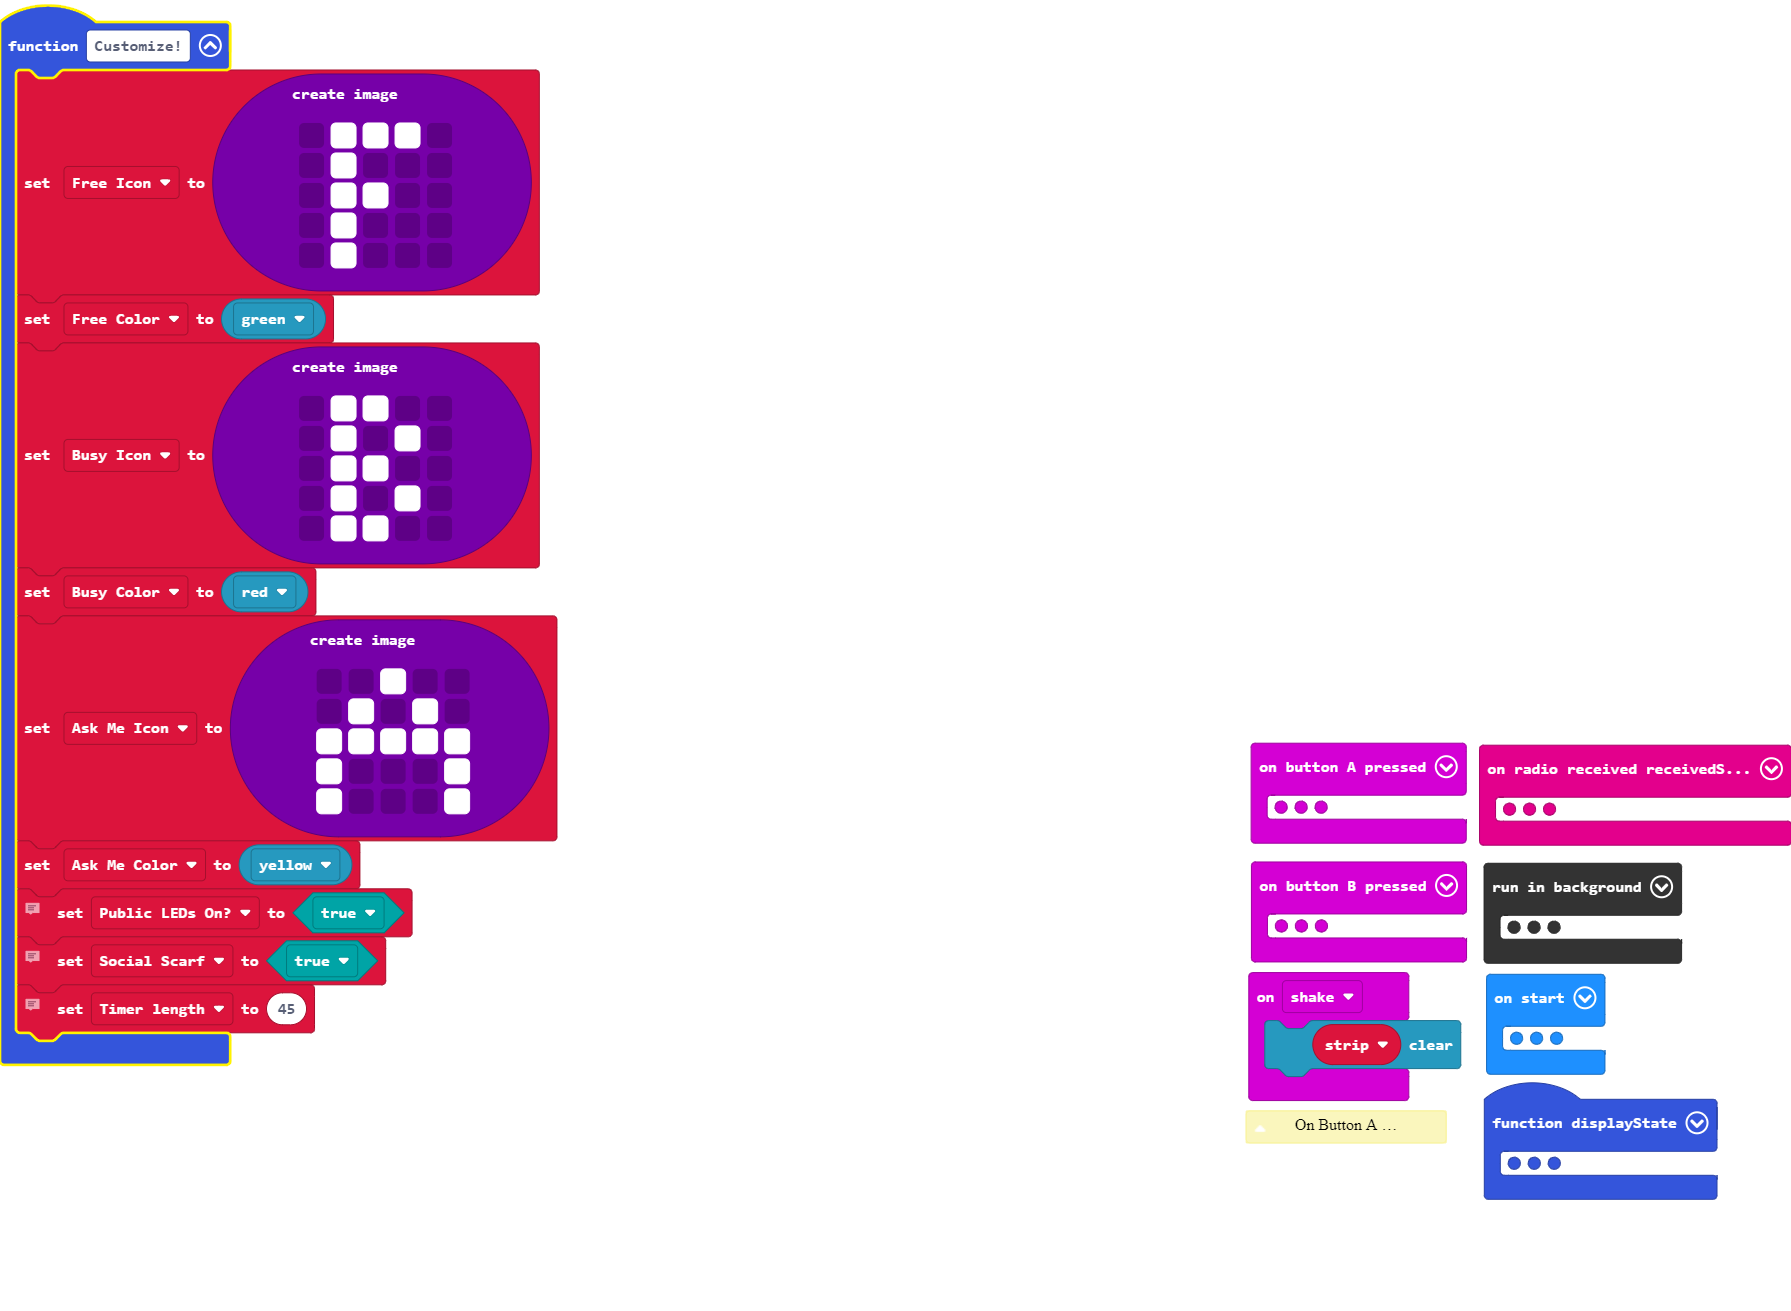 function Customize!
create image
set Free Icon to
set Free Color to green
create image
set Busy Icon to
set Busy Color to red
create image
set Ask Me Icon to
set Ask Me Color to yellow
set Public LEDs On? to true
set Social Scarf to true
set Timer length to 45
on button A pressed
on radio received receivedS...
on button B pressed
run in background
on shake
strip clear
on start
On Button A ...
function displayState